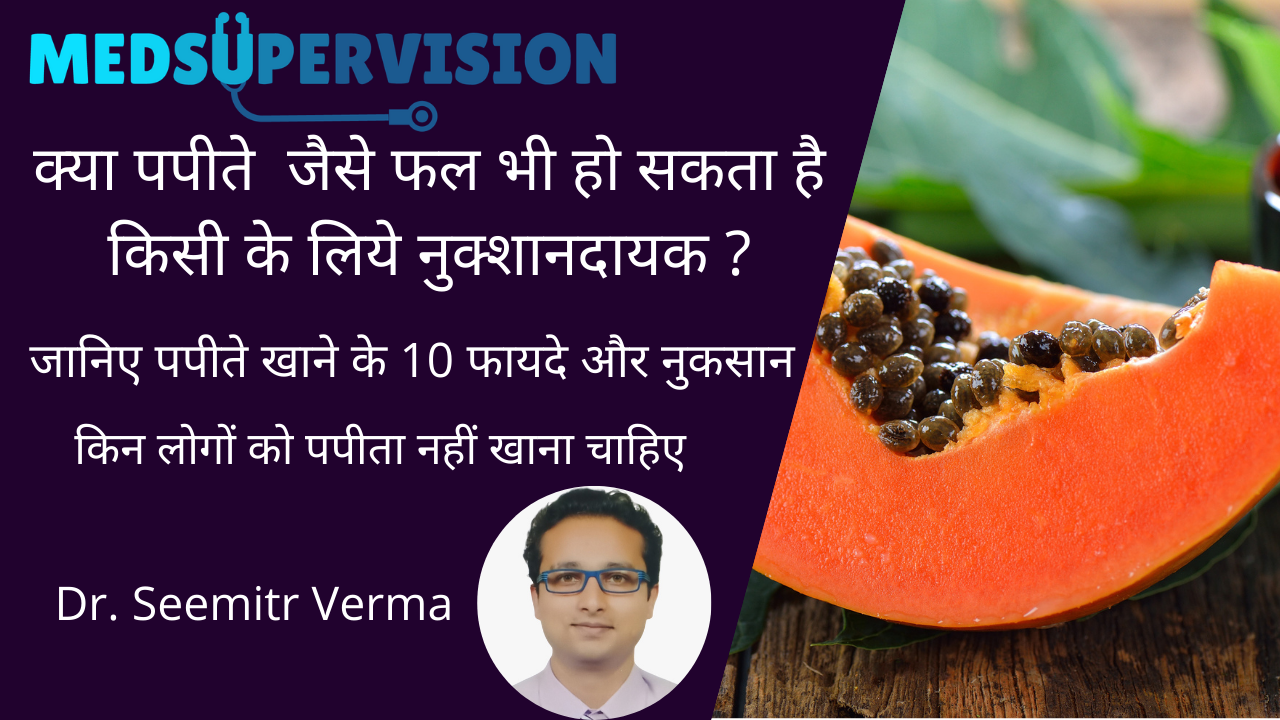 MEDSUPERVISION
क्या पपीते जैसे फल भी हो सकता है
किसी के लिये नुक्शानदायक ?
जानिए पपीते खाने के 10 फायदे और नुकसान
किन लोगों को पपीता नहीं खाना चाहिए
Dr. Seemitr Verma